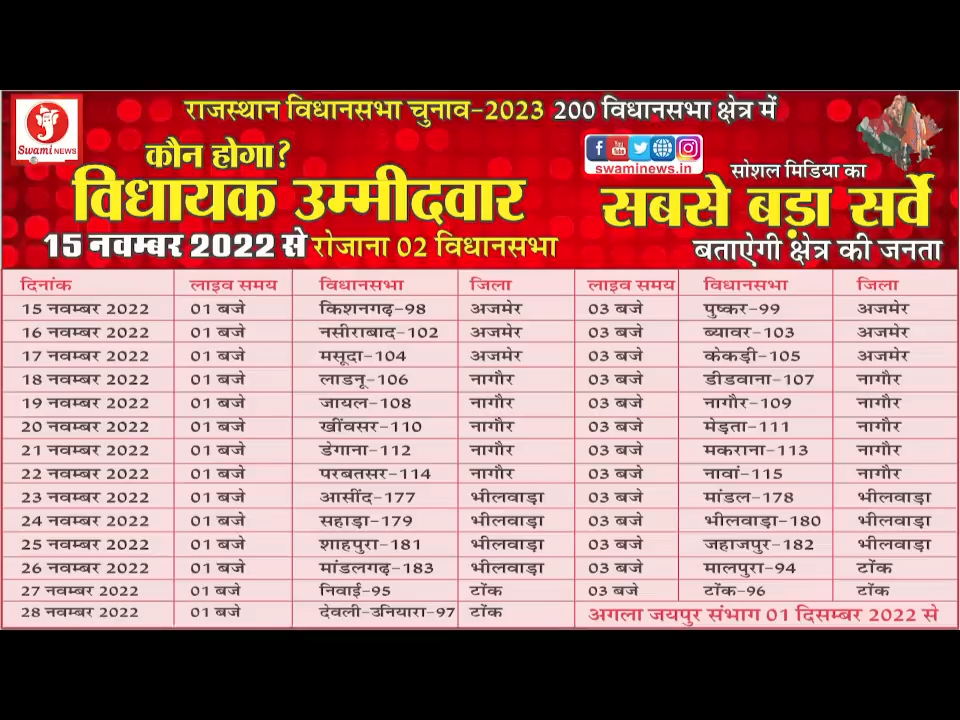 राजस्थान विधानसभा चुनाव-2023 200 विधानसभा क्षेत्र में
Swami NEWS
कौन होगा?
विधायक उम्मीदवार
15 नवम्बर 2022 से रोजाना 02 विधानसभा
You Tube
swaminews.in
सोशल मिडिया का
सबसे बड़ा सर्वे
बताऐगी क्षेत्र की जनता
दिनांक लाइव समय विधानसभा जिला लाइव समय विधानसभा जिला
15 नवम्बर 2022 01 बजे किशनगढ़-98 अजमेर 03 बजे पुष्कर-99 अजमेर
16 नवम्बर 2022 01 बजे नसीराबाद-102 अजमेर 03 बजे ब्यावर-103 अजमेर
17 नवम्बर 2022 01 बजे मसूदा-104 अजमेर 03 बजे केकड़ी-105 अजमेर
18 नवम्बर 2022 01 बजे लाडनू-106 नागौर 03 बजे डीडवाना-107 नागौर
19 नवम्बर 2022 01 बजे जायल-108 नागौर 03 बजे नागौर-109 नागौर
20 नवम्बर 2022 01 बजे खींवसर-110 नागौर 03 बजे मेड़ता-111 नागौर
21 नवम्बर 2022 01 बजे डेगाना-112 नागौर 03 बजे मकराना-113 नागौर
22 नवम्बर 2022 01 बजे परबतसर-114 नागौर 03 बजे नावां-115 नागौर
23 नवम्बर 2022 01 बजे आसींद-177 भीलवाड़ा 03 बजे मांडल-178 भीलवाड़ा
24 नवम्बर 2022 01 बजे सहाड़ा-179 भीलवाड़ा 03 बजे भीलवाड़ा-180 भीलवाड़ा
25 नवम्बर 2022 01 बजे शाहपुरा-181 भीलवाड़ा 03 बजे जहाजपुर-182 भीलवाड़ा
26 नवम्बर 2022 01 बजे मांडलगढ़-183 भीलवाड़ा 03 बजे मालपुरा-94 टोंक
27 नवम्बर 2022 01 बजे निवाई-95 टोंक 03 बजे टोंक-96 टोंक
28 नवम्बर 2022 01 बजे देवली-उनियारा-97 टोंक अगला जयपुर संभाग 01 दिसम्बर 2022 से